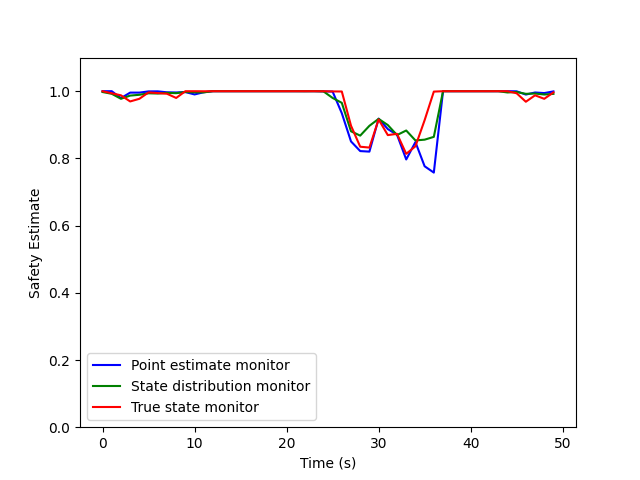 1.0
0.8
0.6
0.4
0.2
0.0
Safety Estimate
Point estimate monitor
State distribution monitor
True state monitor
0 10 20 30 40 50
Time (s)